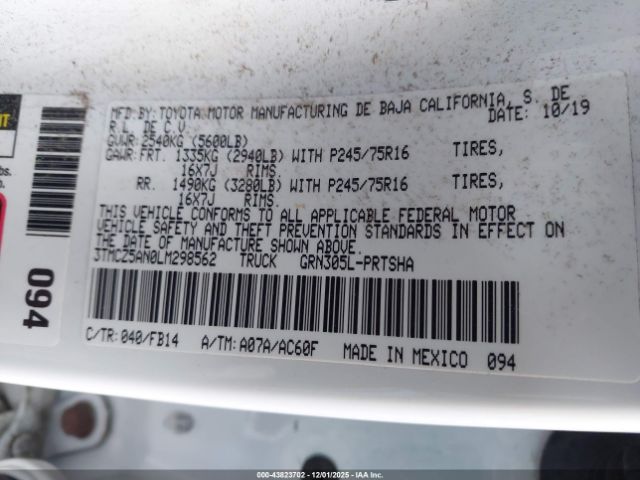 MFD.BY:TOYOTA MOTOR MANUFACTURING DE BAJA CALIFORNIA, S. DE
R.L. DE C.V. DATE: 10/19
GVWR:2540KG (5600LB)
GAWR:FRT. 1335KG (2940LB) WITH P245/75R16 TIRES,
16X7J RIMS.
RR. 1490KG (3280LB) WITH P245/75R16 TIRES,
16X7J RIMS.
THIS VEHICLE CONFORMS TO ALL APPLICABLE FEDERAL MOTOR
VEHICLE SAFETY AND THEFT PREVENTION STANDARDS IN EFFECT ON
THE DATE OF MANUFACTURE SHOWN ABOVE.
3TMCZ5AN0LM298562 TRUCK GRN305L-PRTSHA
C/TR:040/FB14 A/TM:A07A/AC60F MADE IN MEXICO 094
094
000-43823702 - 12/01/2025 - IAA Holdings, LLC